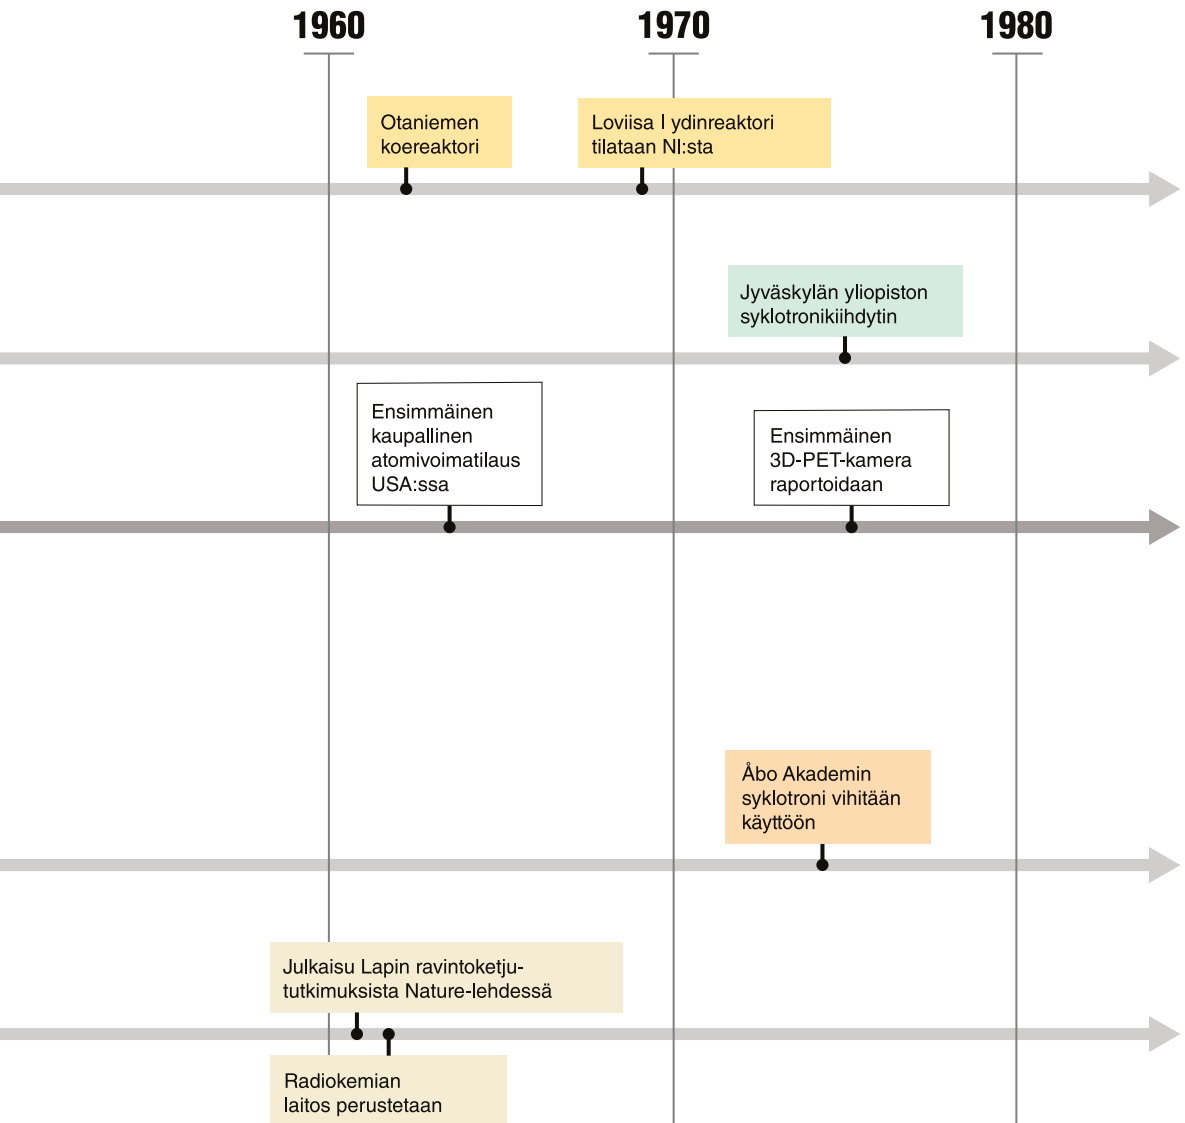 1960
1970
1980
Otaniemen
koereaktori
Loviisa I ydinreaktori
tilataan NI:sta
Jyväskylän yliopiston
syklotronikiihdytin
Ensimmäinen
kaupallinen
atomivoimatilaus
USA:ssa
Ensimmäinen
3D-PET-kamera
raportoidaan
Åbo Akademin
syklotroni vihitään
käyttöön
Julkaisu Lapin ravintoketju-
tutkimuksista Nature-lehdessä
Radiokemian
laitos perustetaan